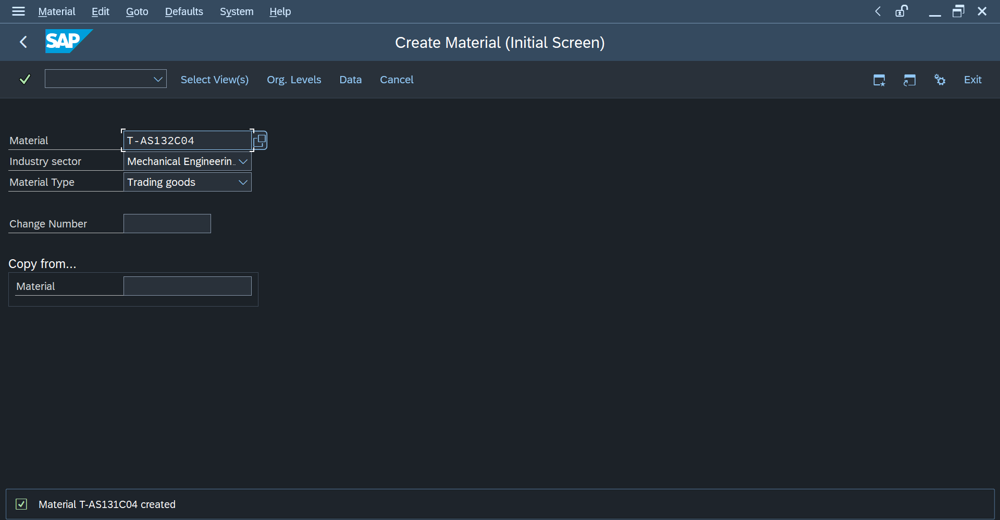 Material Edit Goto Defaults System Help
SAP
Create Material (Initial Screen)
Select View(s) Org. Levels Data Cancel Exit
Material T-AS132C04
Industry sector Mechanical Engineerin...
Material Type Trading goods
Change Number
Copy from...
Material
Material T-AS131C04 created